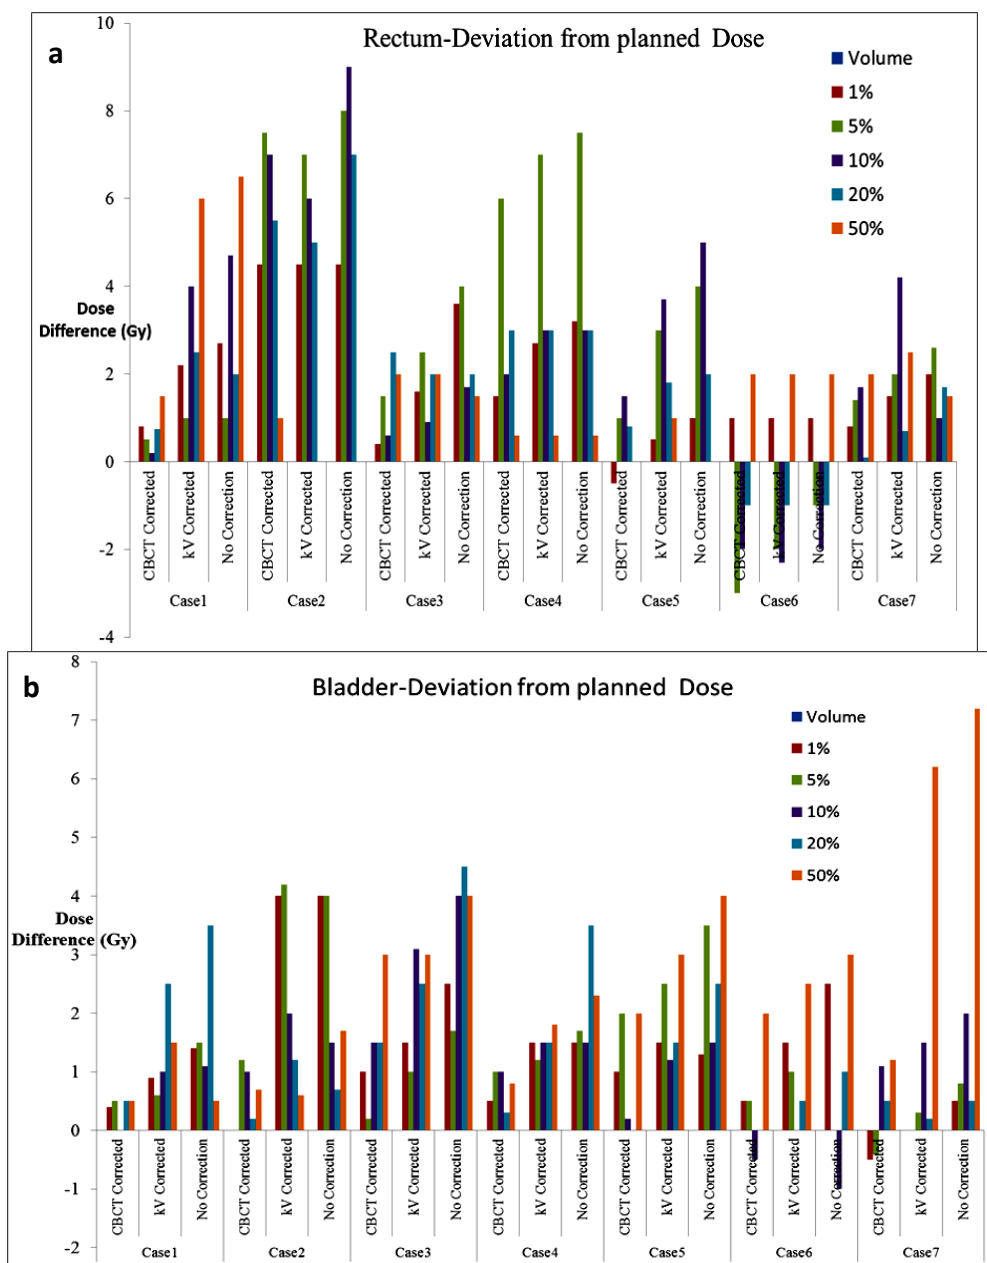 a
Rectum-Deviation from planned Dose
10
8
6
4
2
0
-2
-4
Dose
Difference (Gy)
Volume
1%
5%
10%
20%
50%
CBCT Corrected
kV Corrected
No Correction
CBCT Corrected
kV Corrected
No Correction
CBCT Corrected
kV Corrected
No Correction
CBCT Corrected
kV Corrected
No Correction
CBCT Corrected
kV Corrected
No Correction
CBCT Corrected
kV Corrected
No Correction
CBCT Corrected
kV Corrected
No Correction
Case1
Case2
Case3
Case4
Case5
Case6
Case7
b
Bladder-Deviation from planned Dose
8
7
6
5
4
3
2
1
0
-1
-2
Dose
Difference (Gy)
Volume
1%
5%
10%
20%
50%
CBCT Corrected
kV Corrected
No Correction
CBCT Corrected
kV Corrected
No Correction
CBCT Corrected
kV Corrected
No Correction
CBCT Corrected
kV Corrected
No Correction
CBCT Corrected
kV Corrected
No Correction
CBCT Corrected
kV Corrected
No Correction
CBCT Corrected
kV Corrected
No Correction
Case1
Case2
Case3
Case4
Case5
Case6
Case7